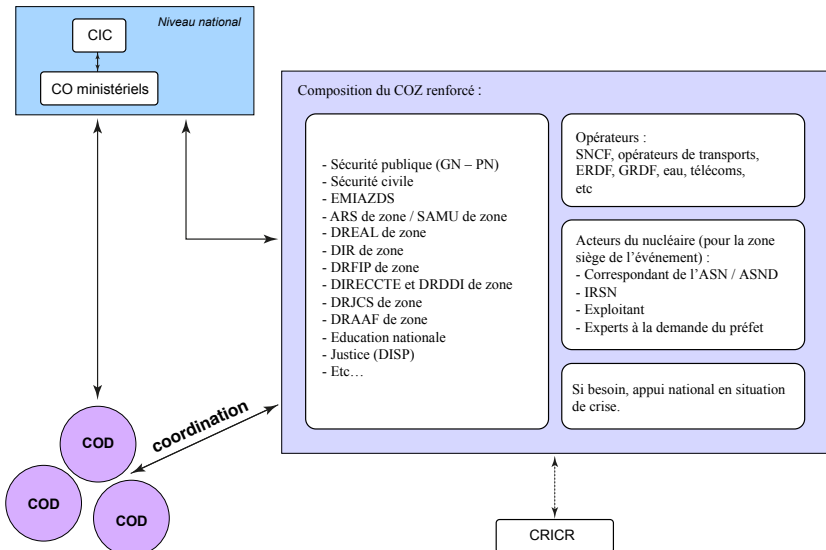 Niveau national
CIC
CO ministériels
Composition du COZ renforcé :
- Sécurité publique (GN – PN)
- Sécurité civile
- EMIAZDS
- ARS de zone / SAMU de zone
- DREAL de zone
- DIR de zone
- DRFIP de zone
- DIRECCTE et DRDDI de zone
- DRJCS de zone
- DRAAF de zone
- Education nationale
- Justice (DISP)
- Etc…
Opérateurs :
SNCF, opérateurs de transports,
ERDF, GRDF, eau, télécoms,
etc
Acteurs du nucléaire (pour la zone
siège de l’événement) :
- Correspondant de l’ASN / ASND
- IRSN
- Exploitant
- Experts à la demande du préfet
Si besoin, appui national en situation
de crise.
coordination
COD
COD
COD
CRICR